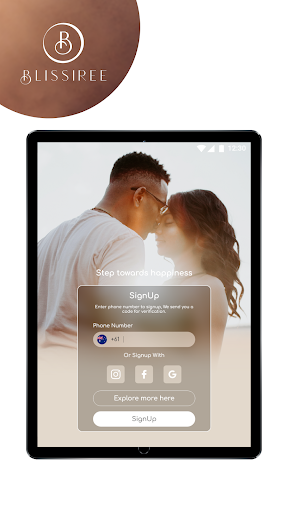 B
BLISSIREE
12:30
Step towards happiness
SignUp
Enter phone number to signup, We send you a
code for verification.
Phone Number
+61
Or Signup With
f
G
Explore more here
SignUp